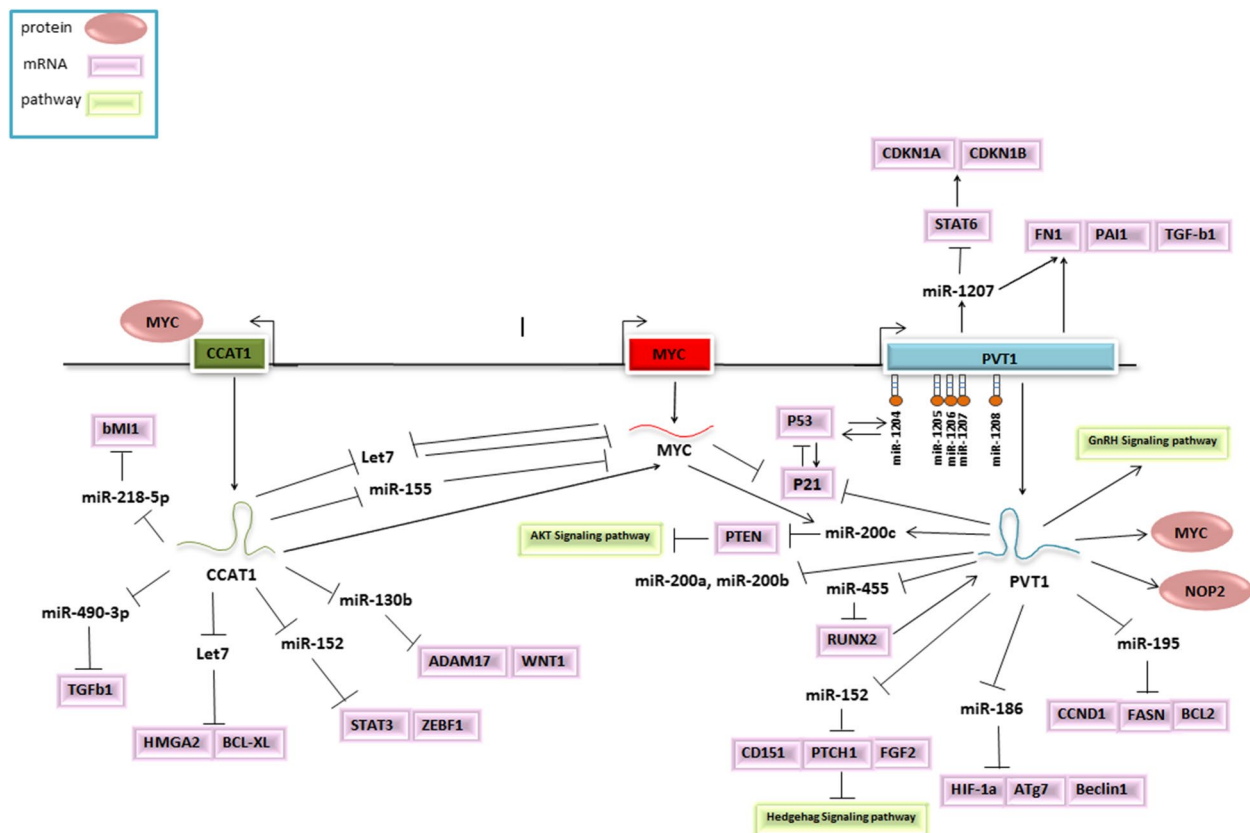 protein
mRNA
pathway
CDKN1A CDKN1B
STAT6
FN1 PAI1 TGF-b1
miR-1207
MYC
CCAT1
MYC
PVT1
miR-1204
miR-1205
miR-1206
miR-1207
miR-1208
bMI1
P53
GnRH Signaling pathway
Let7
MYC
miR-155
P21
miR-218-5p
AKT Signaling pathway
PTEN
miR-200c
MYC
CCAT1
miR-200a, miR-200b
miR-455
PVT1
NOP2
miR-490-3p
miR-130b
RUNX2
miR-195
Let7
miR-152
ADAM17 WNT1
TGFb1
miR-152
miR-186
CCND1 FASN BCL2
STAT3 ZEBF1
HMGA2 BCL-XL
CD151 PTCH1 FGF2
HIF-1a ATg7 Beclin1
Hedgehag Signaling pathway